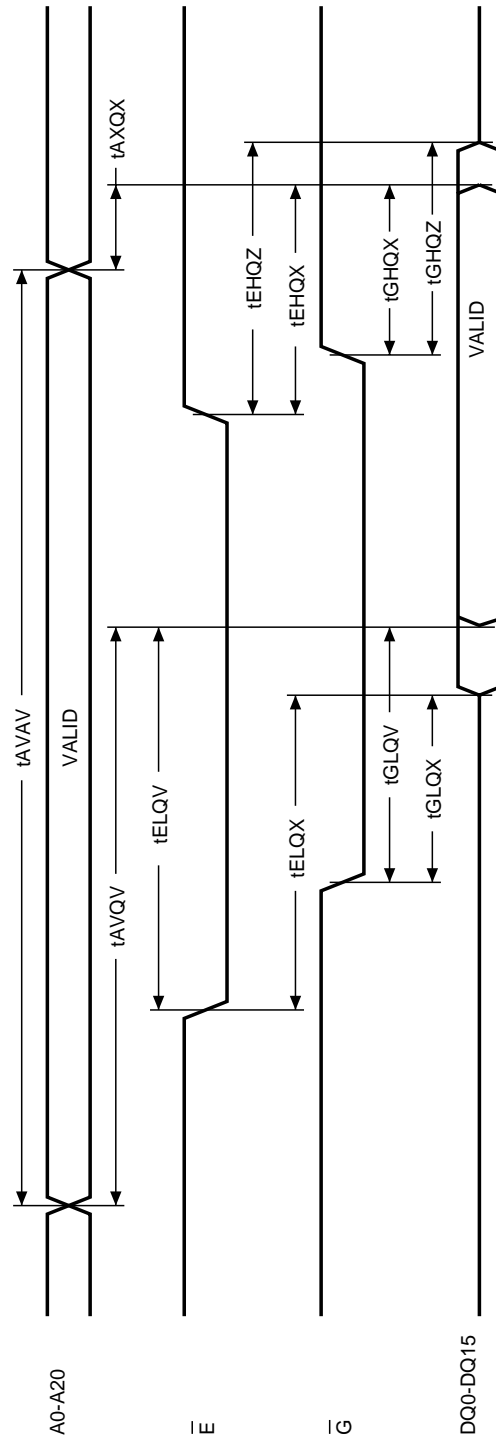 tAVAV
A0-A20
VALID
tAVQV
tAXQX
tELQV
tEHQZ
E
tELQX
tEHQX
G
tGLQV
tGHQX
tGLQX
tGHQZ
DQ0-DQ15
VALID